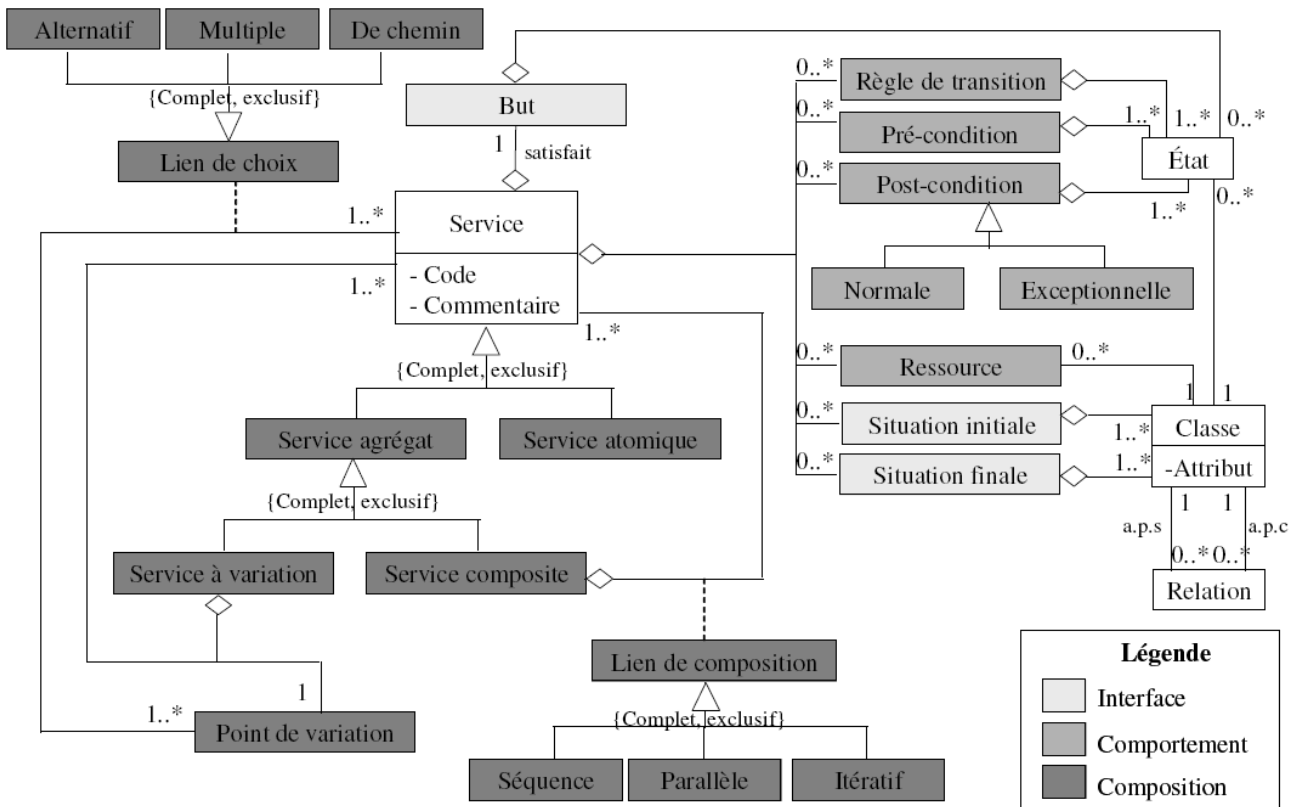 Alternatif
Multiple
De chemin
{Complet, exclusif}
Lien de choix
But
1
satisfait
1..*
Service
- Code
- Commentaire
1..*
1..*
{Complet, exclusif}
Service agrégat
Service atomique
{Complet, exclusif}
Service à variation
Service composite
Lien de composition
{Complet, exclusif}
Séquence
Parallèle
Itératif
1
1..*
Point de variation
0..*
Règle de transition
0..*
Pré-condition
0..*
Post-condition
1..*
1..*
0..*
État
1..*
0..*
Normale
Exceptionnelle
0..*
Ressource
0..*
1
1
0..*
Situation initiale
1..*
Classe
0..*
Situation finale
1..*
-Attribut
1
1
a.p.s
a.p.c
0..*
0..*
Relation
Légende
Interface
Comportement
Composition